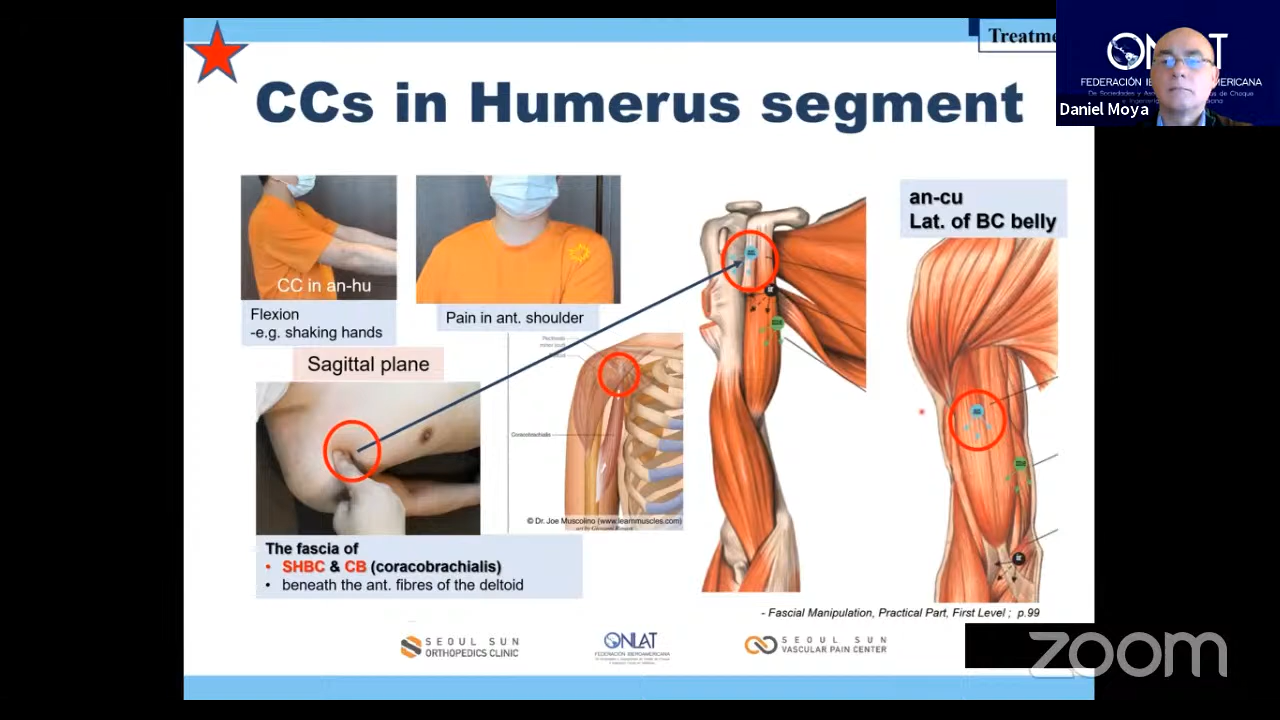 Treatme
ONLAT
FEDERACIÓN IBEROAMERICANA
Daniel Moya
CCs in Humerus segment
CC in an-hu
Flexion
-e.g. shaking hands
Pain in ant. shoulder
an-cu
Lat. of BC belly
Sagittal plane
Coracobrachialis
© Dr. Joe Muscolino (www.learnmuscles.com)
The fascia of
• SHBC & CB (coracobrachialis)
• beneath the ant. fibres of the deltoid
- Fascial Manipulation, Practical Part, First Level ; p.99
SEOUL SUN
ORTHOPEDICS CLINIC
ONLAT
FEDERACIÓN IBEROAMERICANA
SEOUL SUN
VASCULAR PAIN CENTER
zoom